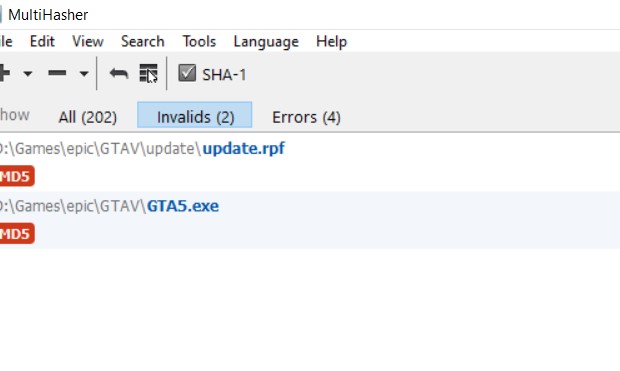 MultiHasher
ile Edit View Search Tools Language Help
SHA-1
how All (202) Invalids (2) Errors (4)
D:\Games\epic\GTAV\update\update.rpf
MD5
D:\Games\epic\GTAV\GTA5.exe
MD5